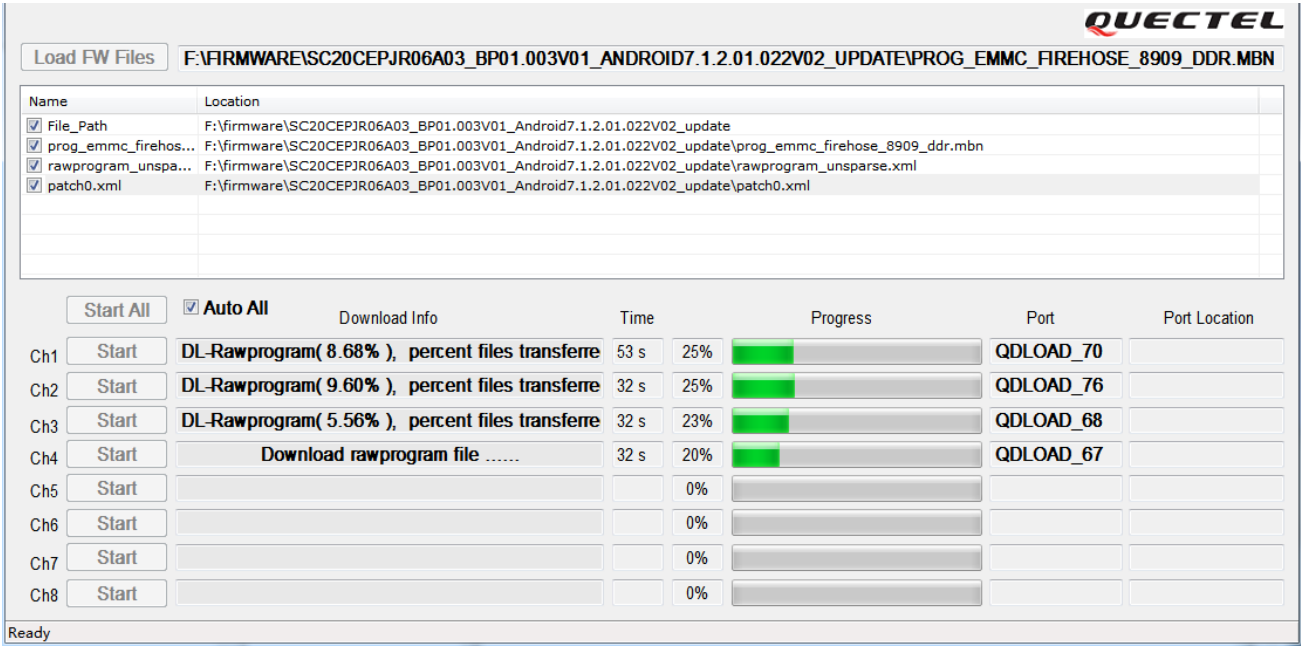 QUECTEL
Load FW Files F:\FIRMWARE\SC20CEPJR06A03_BP01.003V01_ANDROID7.1.2.01.022V02_UPDATE\PROG_EMMC_FIREHOSE_8909_DDR.MBN
Name Location
File_Path F:\firmware\SC20CEPJR06A03_BP01.003V01_Android7.1.2.01.022V02_update
prog_emmc_firehos... F:\firmware\SC20CEPJR06A03_BP01.003V01_Android7.1.2.01.022V02_update\prog_emmc_firehose_8909_ddr.mbn
rawprogram_unspa... F:\firmware\SC20CEPJR06A03_BP01.003V01_Android7.1.2.01.022V02_update\rawprogram_unsparse.xml
patch0.xml F:\firmware\SC20CEPJR06A03_BP01.003V01_Android7.1.2.01.022V02_update\patch0.xml
Start All Auto All
Download Info Time Progress Port Port Location
Ch1 Start DL-Rawprogram( 8.68% ), percent files transferre 53 s 25% QDLOAD_70
Ch2 Start DL-Rawprogram( 9.60% ), percent files transferre 32 s 25% QDLOAD_76
Ch3 Start DL-Rawprogram( 5.56% ), percent files transferre 32 s 23% QDLOAD_68
Ch4 Start Download rawprogram file ...... 32 s 20% QDLOAD_67
Ch5 Start 0%
Ch6 Start 0%
Ch7 Start 0%
Ch8 Start 0%
Ready